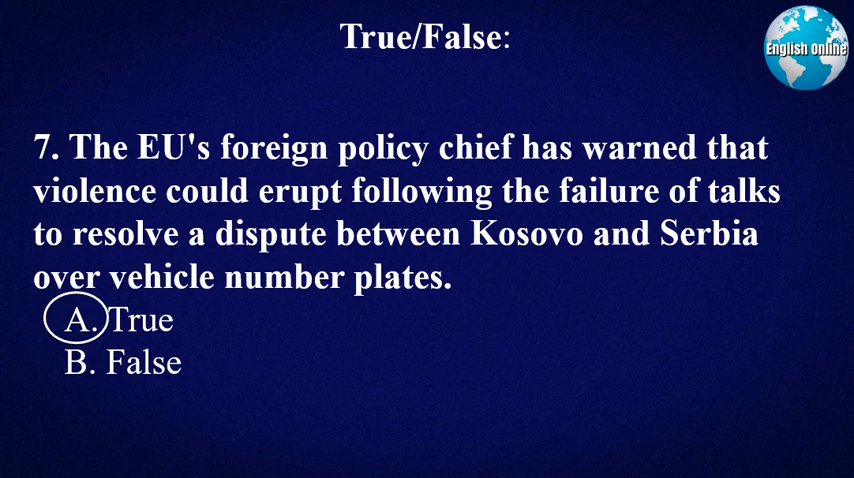 True/False:
English Online
7. The EU's foreign policy chief has warned that
violence could erupt following the failure of talks
to resolve a dispute between Kosovo and Serbia
over vehicle number plates.
A. True
B. False